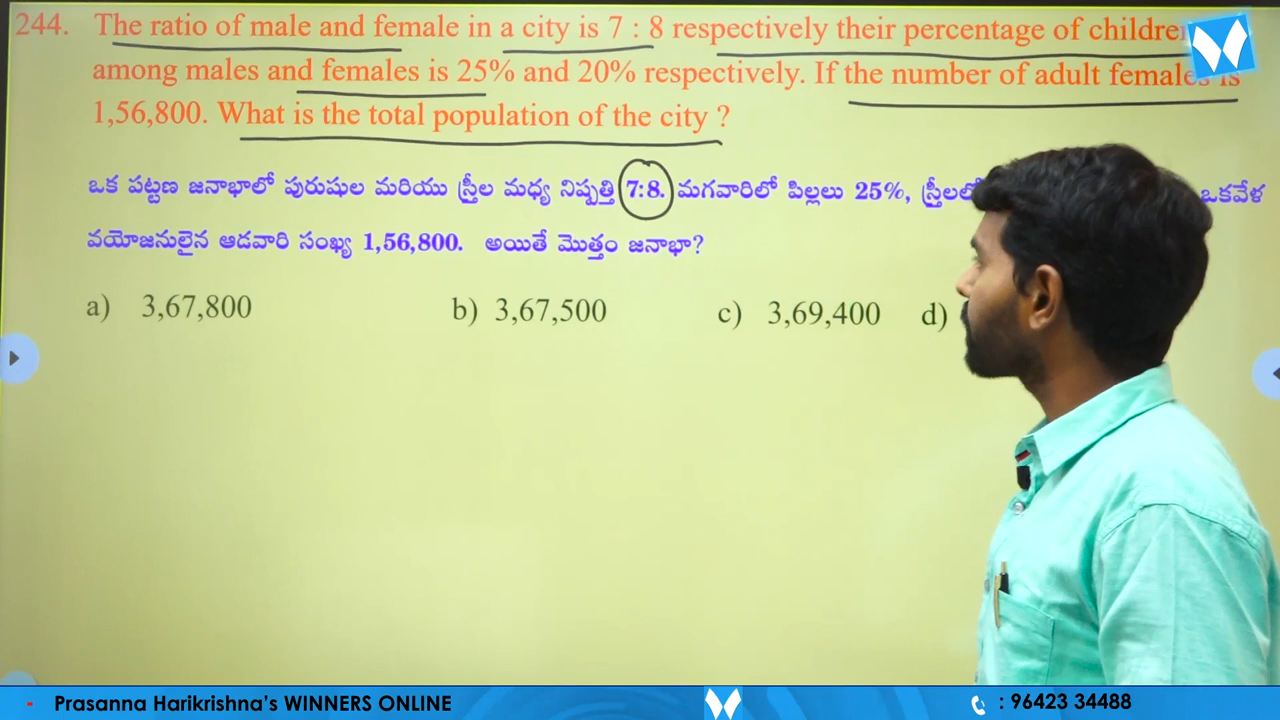 244. The ratio of male and female in a city is 7 : 8 respectively their percentage of children
among males and females is 25% and 20% respectively. If the number of adult females is
1,56,800. What is the total population of the city ?
ఒక పట్టణ జనాభాలో పురుషుల మరియు స్త్రీల మధ్య నిష్పత్తి 7:8. మగవారిలో పిల్లలు 25%, ఒకవేళ
వయోజనులైన ఆడవారి సంఖ్య 1,56,800. అయితే మొత్తం జనాభా?
a) 3,67,800 b) 3,67,500 c) 3,69,400 d)
Prasanna Harikrishna's WINNERS ONLINE : 96423 34488